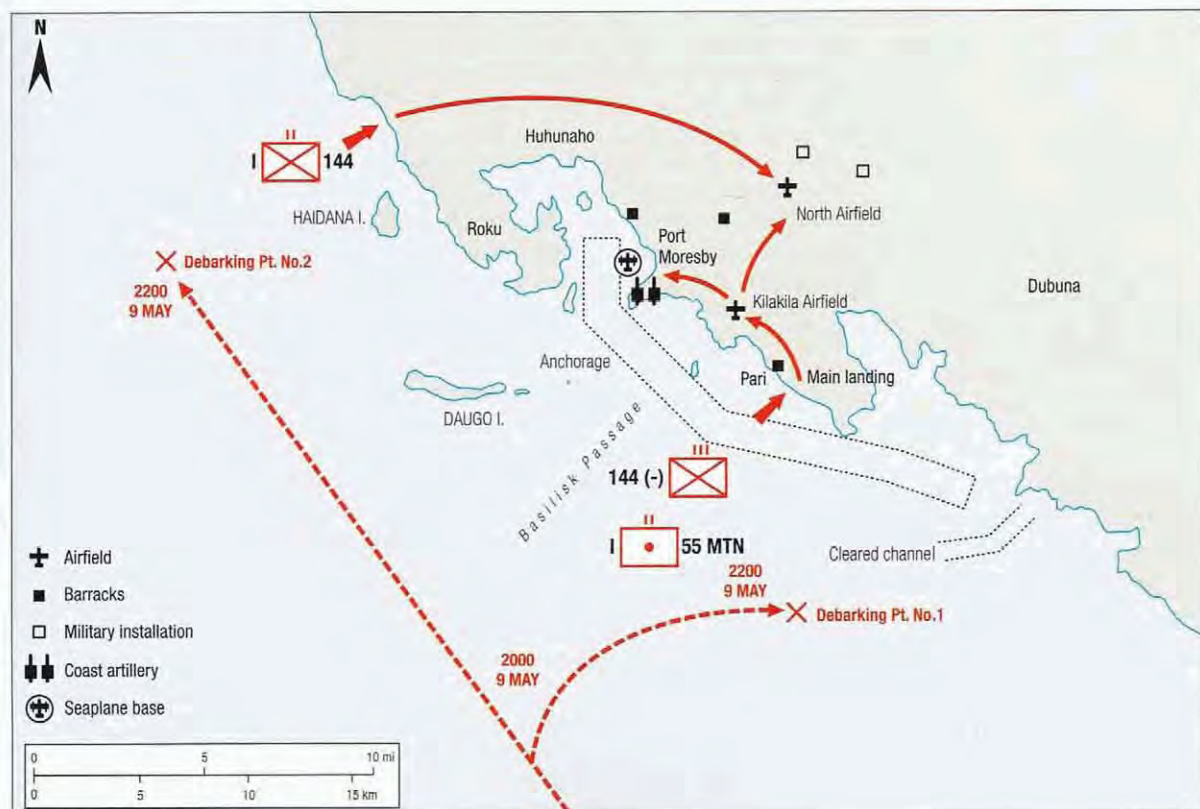 N
II
I 144
Huhunaho
HAIDANA I.
Roku
North Airfield
Port
Moresby
Debarking Pt. No.2
2200
9 MAY
Kilakila Airfield
Dubuna
Anchorage
Pari
Main landing
DAUGO I.
Basilisk Passage
III
144 (-)
II
I 55 MTN
Cleared channel
2200
9 MAY
Debarking Pt. No.1
2000
9 MAY
Airfield
Barracks
Military installation
Coast artillery
Seaplane base
0 5 10 mi
0 5 10 15 km